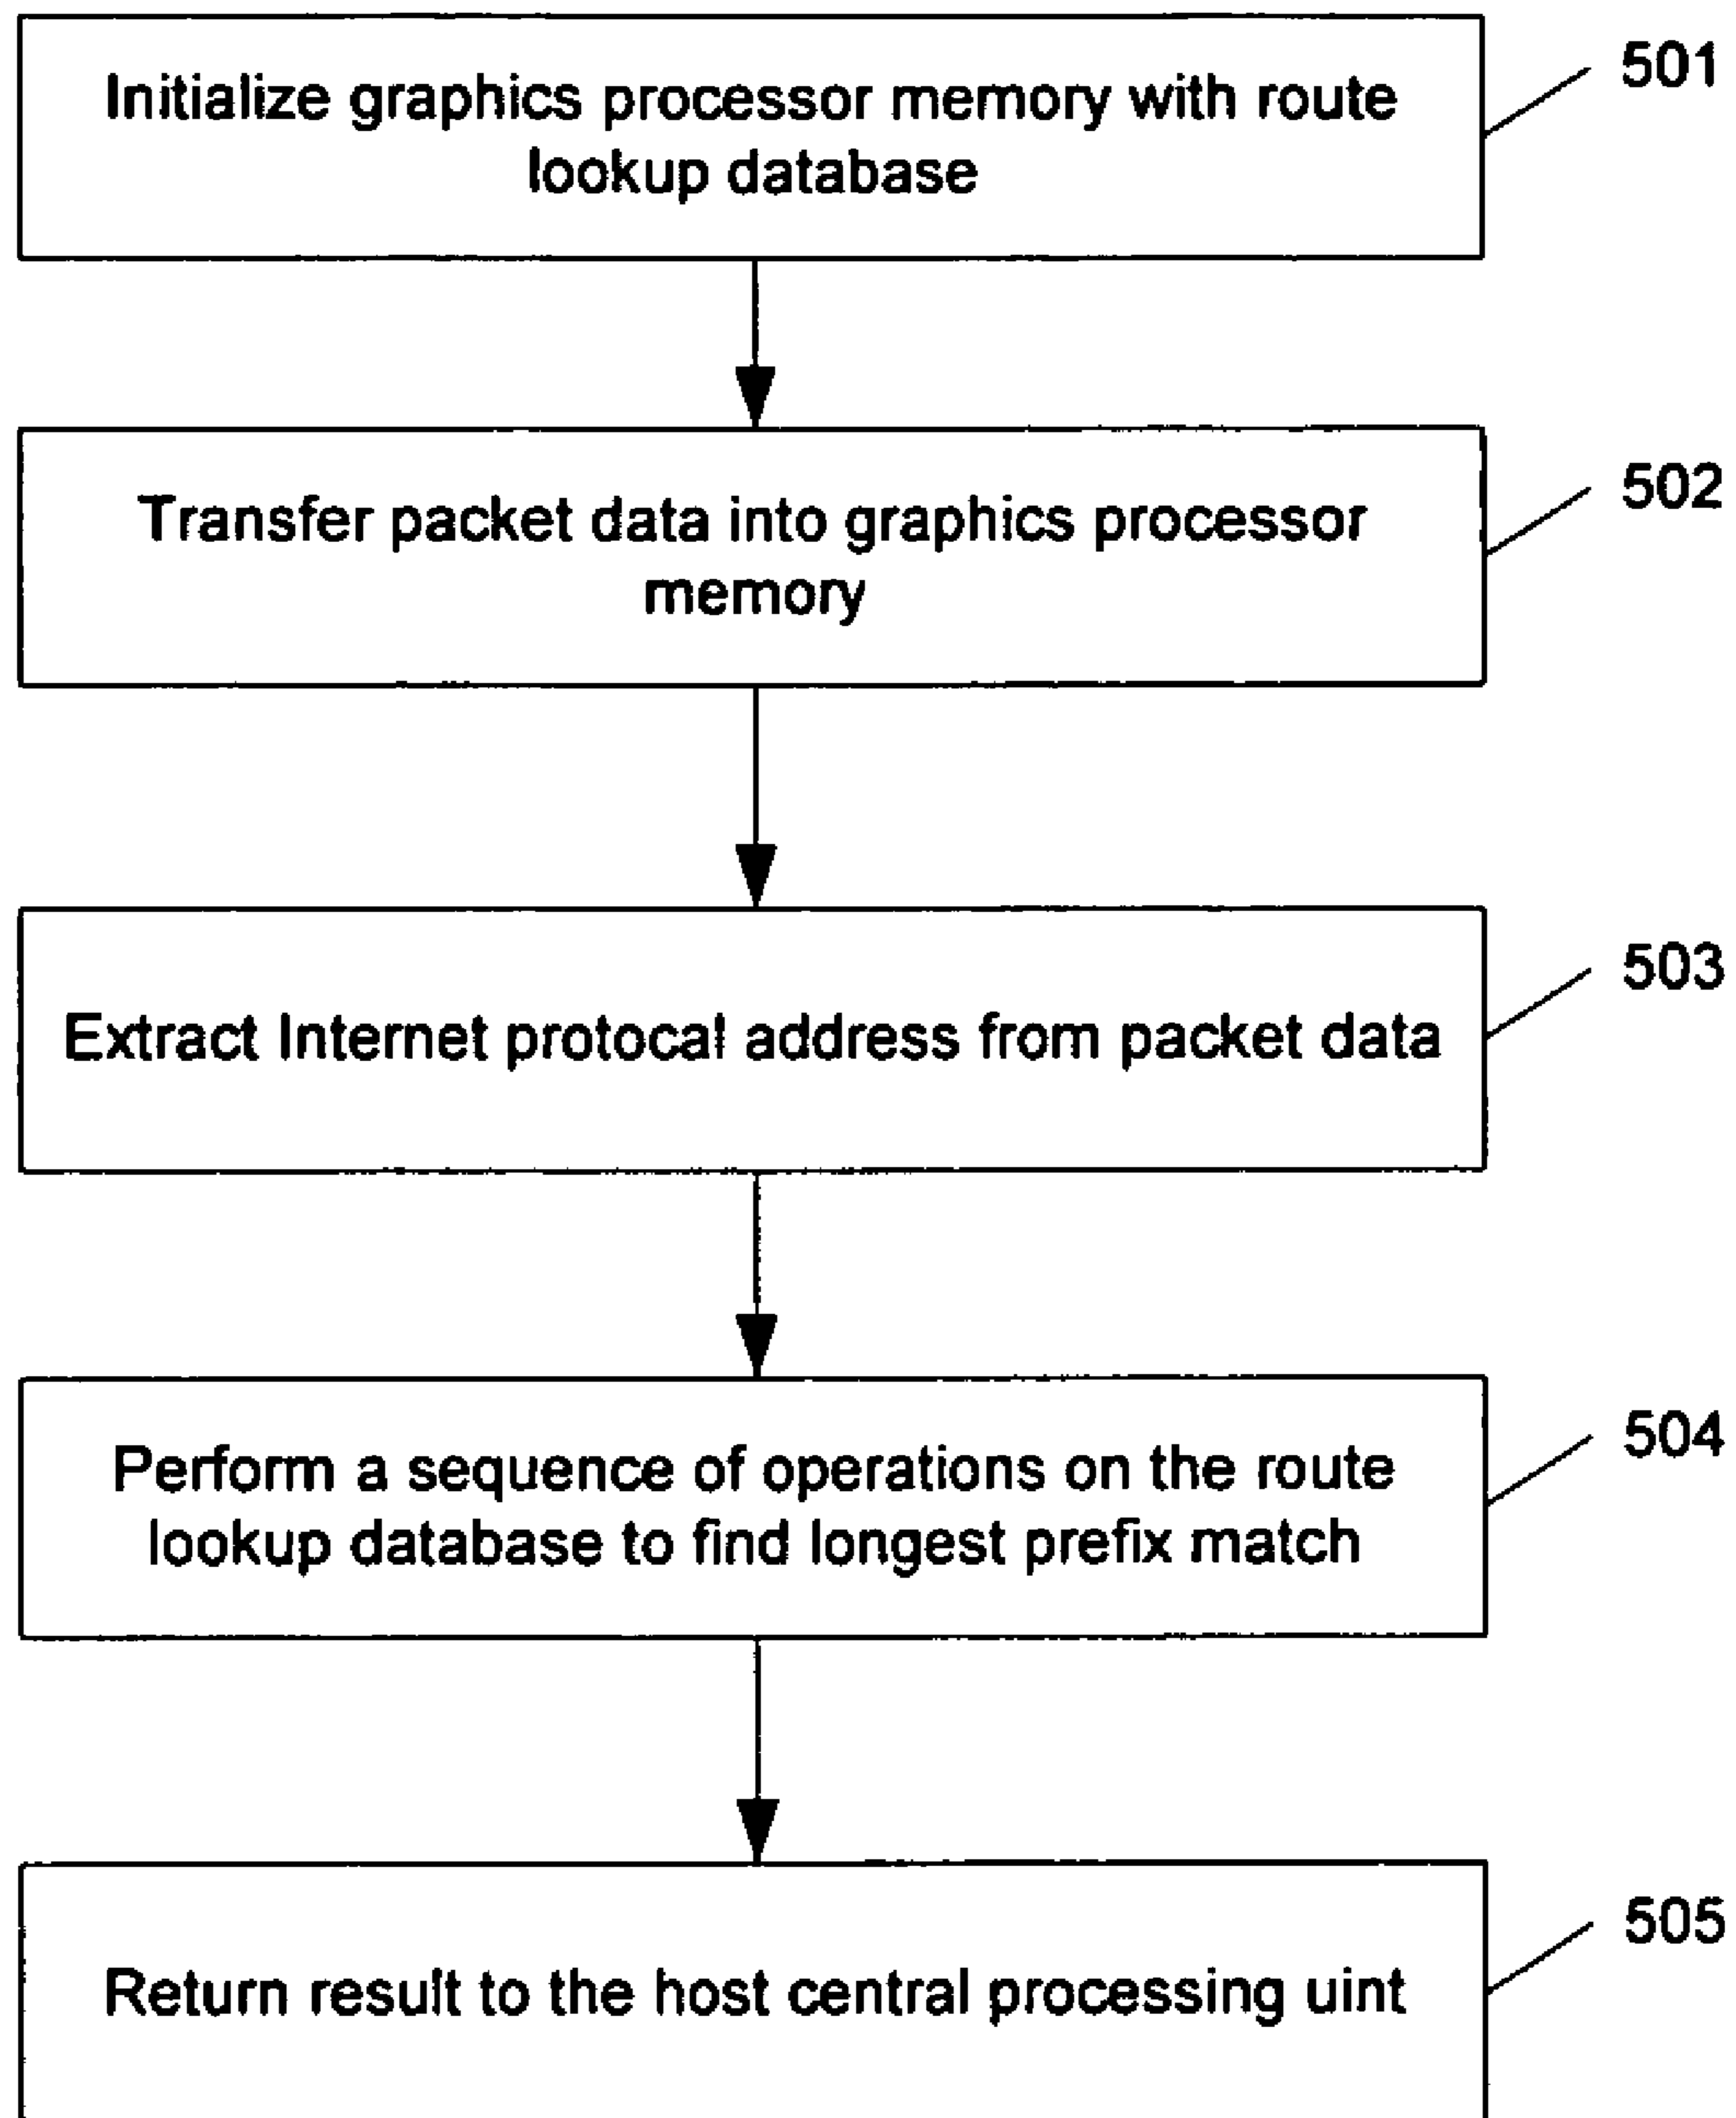 Initialize graphics processor memory with route
lookup database
501
Transfer packet data into graphics processor
memory
502
Extract Internet protocal address from packet data
503
Perform a sequence of operations on the route
lookup database to find longest prefix match
504
Return result to the host central processing uint
505